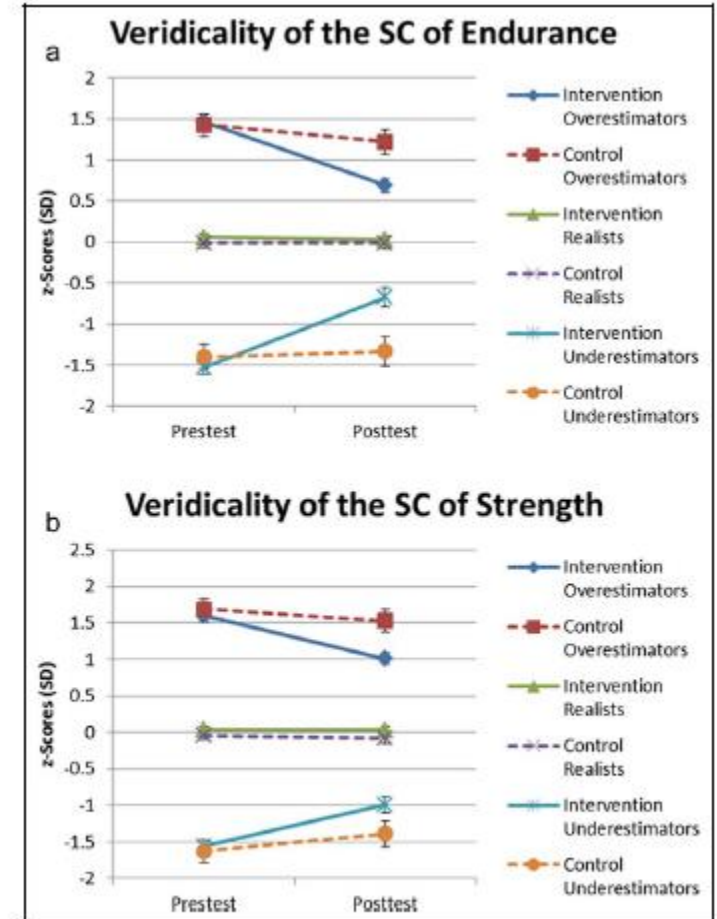 a
Veridicality of the SC of Endurance
2
1.5
1
0.5
0
-0.5
-1
-1.5
-2
z-Scores (SD)
Prestest
Posttest
Intervention
Overestimators
Control
Overestimators
Intervention
Realists
Control
Realists
Intervention
Underestimators
Control
Underestimators
b
Veridicality of the SC of Strength
2.5
2
1.5
1
0.5
0
-0.5
-1
-1.5
-2
z-Scores (SD)
Prestest
Posttest
Intervention
Overestimators
Control
Overestimators
Intervention
Realists
Control
Realists
Intervention
Underestimators
Control
Underestimators